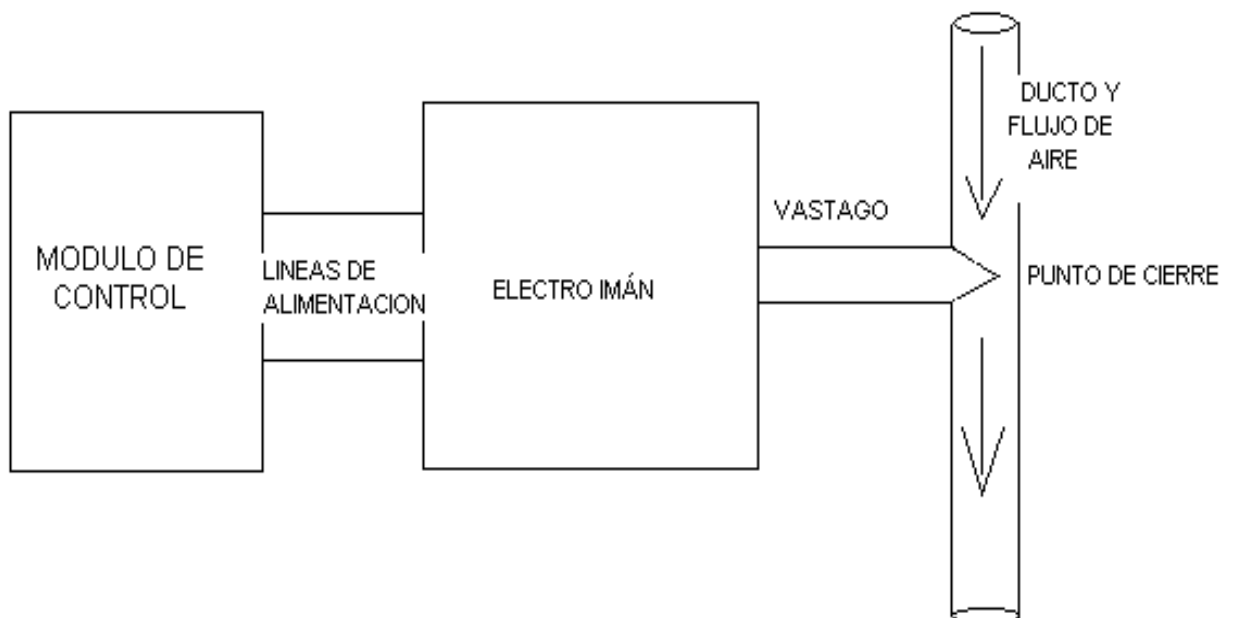 MODULO DE
CONTROL
LINEAS DE
ALIMENTACION
ELECTRO IMÁN
VASTAGO
DUCTO Y
FLUJO DE
AIRE
PUNTO DE CIERRE